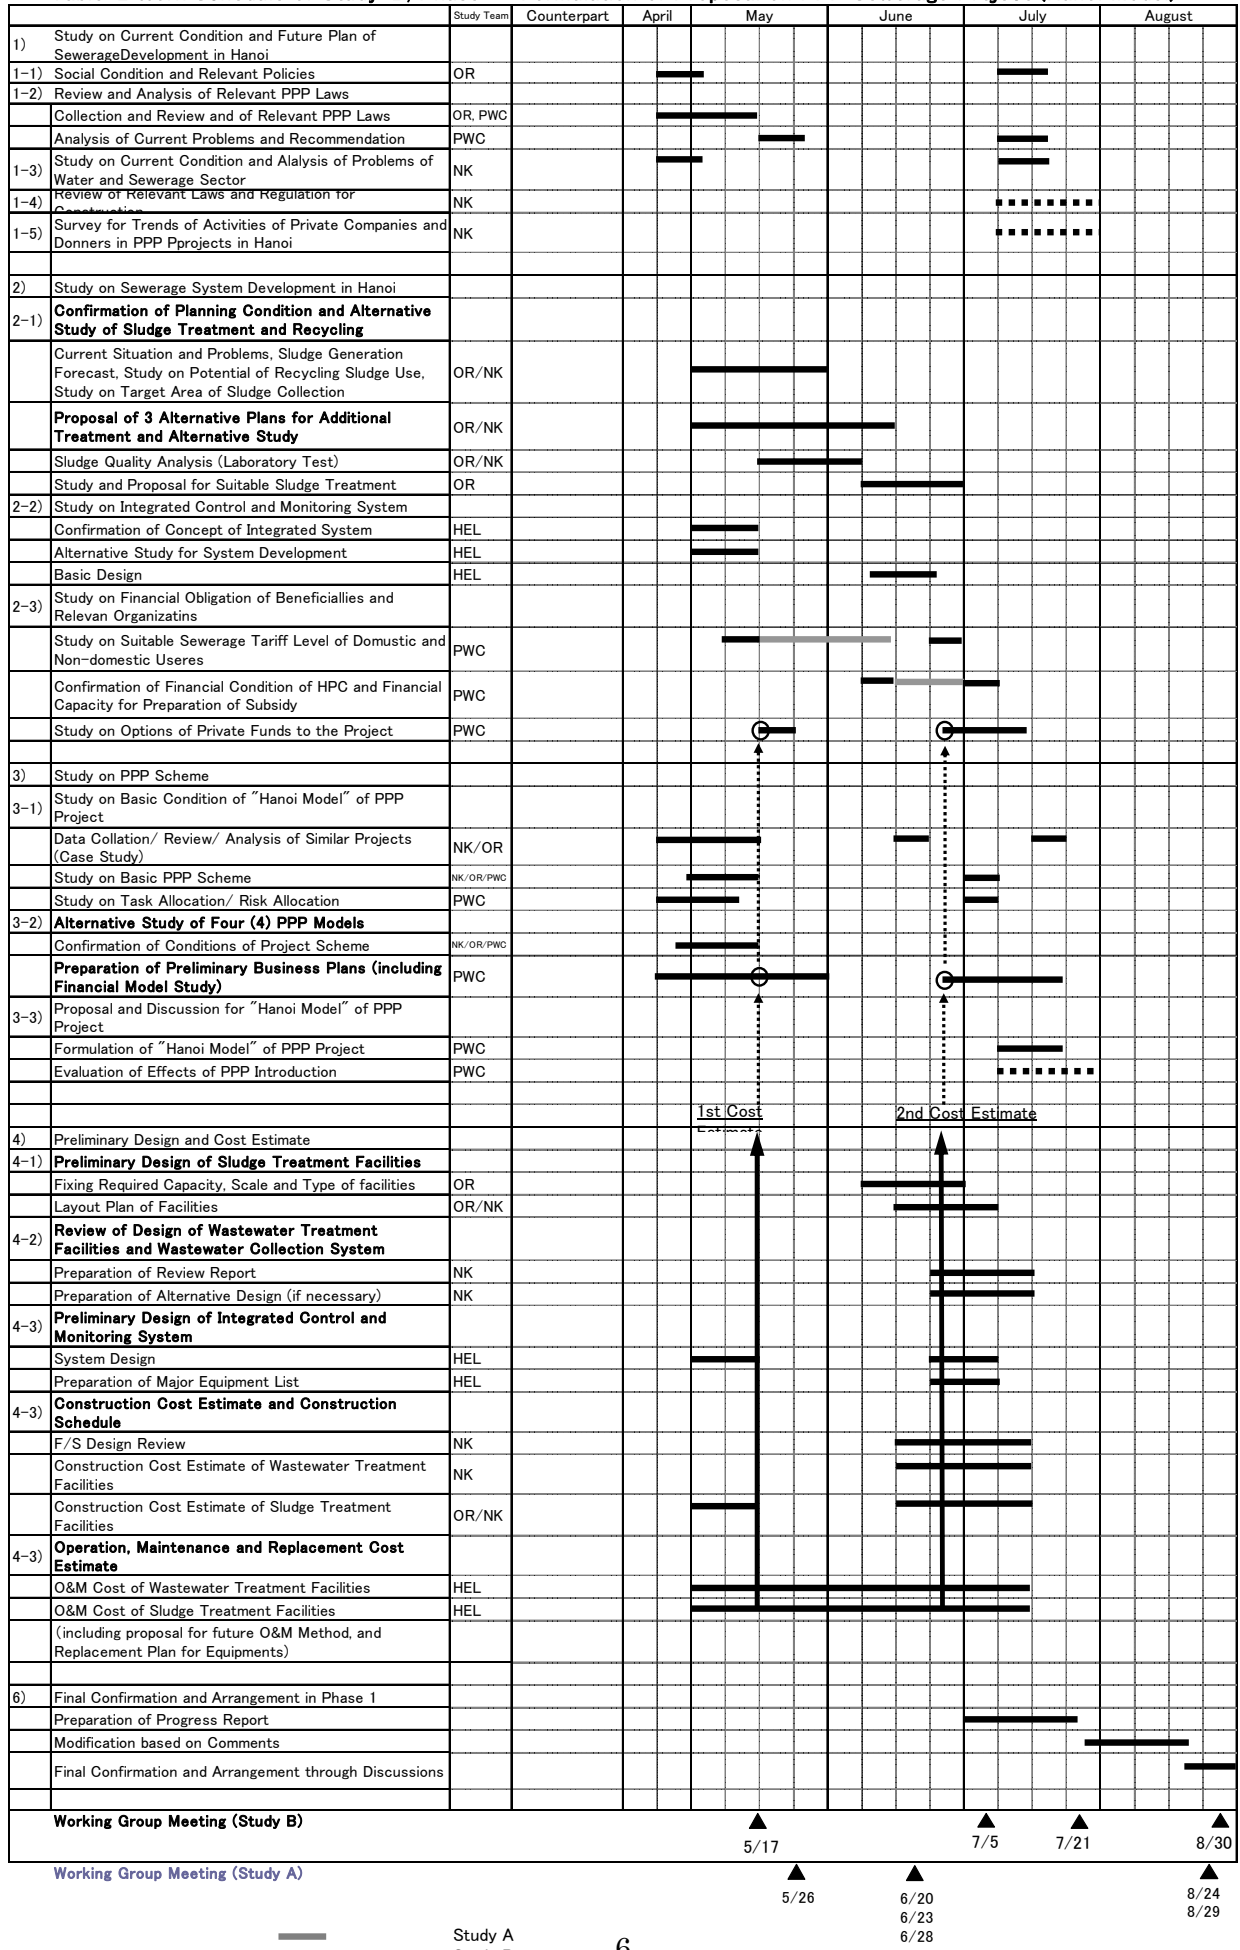 Study Team Counterpart April May June July August
1) Study on Current Condition and Future Plan of
SewerageDevelopment in Hanoi
1-1) Social Condition and Relevant Policies OR
1-2) Review and Analysis of Relevant PPP Laws
Collection and Review and of Relevant PPP Laws OR, PWC
Analysis of Current Problems and Recommendation PWC
1-3) Study on Current Condition and Alalysis of Problems of
Water and Sewerage Sector NK
1-4) Review of Relevant Laws and Regulation for NK
1-5) Survey for Trends of Activities of Private Companies and
Donners in PPP Pprojects in Hanoi NK
2) Study on Sewerage System Development in Hanoi
2-1) Confirmation of Planning Condition and Alternative
Study of Sludge Treatment and Recycling
Current Situation and Problems, Sludge Generation
Forecast, Study on Potential of Recycling Sludge Use, OR/NK
Study on Target Area of Sludge Collection
Proposal of 3 Alternative Plans for Additional
Treatment and Alternative Study OR/NK
Sludge Quality Analysis (Laboratory Test) OR/NK
Study and Proposal for Suitable Sludge Treatment OR
2-2) Study on Integrated Control and Monitoring System
Confirmation of Concept of Integrated System HEL
Alternative Study for System Development HEL
Basic Design HEL
2-3) Study on Financial Obligation of Beneficiallies and
Relevan Organizatins
Study on Suitable Sewerage Tariff Level of Domustic and
Non-domestic Useres PWC
Confirmation of Financial Condition of HPC and Financial
Capacity for Preparation of Subsidy PWC
Study on Options of Private Funds to the Project PWC
3) Study on PPP Scheme
3-1) Study on Basic Condition of "Hanoi Model" of PPP
Project
Data Collation/ Review/ Analysis of Similar Projects
(Case Study) NK/OR
Study on Basic PPP Scheme NK/OR/PWC
Study on Task Allocation/ Risk Allocation PWC
3-2) Alternative Study of Four (4) PPP Models
Confirmation of Conditions of Project Scheme NK/OR/PWC
Preparation of Preliminary Business Plans (including
Financial Model Study) PWC
3-3) Proposal and Discussion for "Hanoi Model" of PPP
Project
Formulation of "Hanoi Model" of PPP Project PWC
Evaluation of Effects of PPP Introduction PWC
1st Cost 2nd Cost Estimate
Estimate
4) Preliminary Design and Cost Estimate
4-1) Preliminary Design of Sludge Treatment Facilities
Fixing Required Capacity, Scale and Type of facilities OR
Layout Plan of Facilities OR/NK
4-2) Review of Design of Wastewater Treatment
Facilities and Wastewater Collection System
Preparation of Review Report NK
Preparation of Alternative Design (if necessary) NK
4-3) Preliminary Design of Integrated Control and
Monitoring System
System Design HEL
Preparation of Major Equipment List HEL
4-3) Construction Cost Estimate and Construction
Schedule
F/S Design Review NK
Construction Cost Estimate of Wastewater Treatment
Facilities NK
Construction Cost Estimate of Sludge Treatment
Facilities OR/NK
4-3) Operation, Maintenance and Replacement Cost
Estimate
O&M Cost of Wastewater Treatment Facilities HEL
O&M Cost of Sludge Treatment Facilities HEL
(including proposal for future O&M Method, and
Replacement Plan for Equipments)
6) Final Confirmation and Arrangement in Phase 1
Preparation of Progress Report
Modification based on Comments
Final Confirmation and Arrangement through Discussions
Working Group Meeting (Study B)
5/17 7/5 7/21 8/30
Working Group Meeting (Study A)
5/26 6/20 8/24
6/23 8/29
6/28
Study A
6